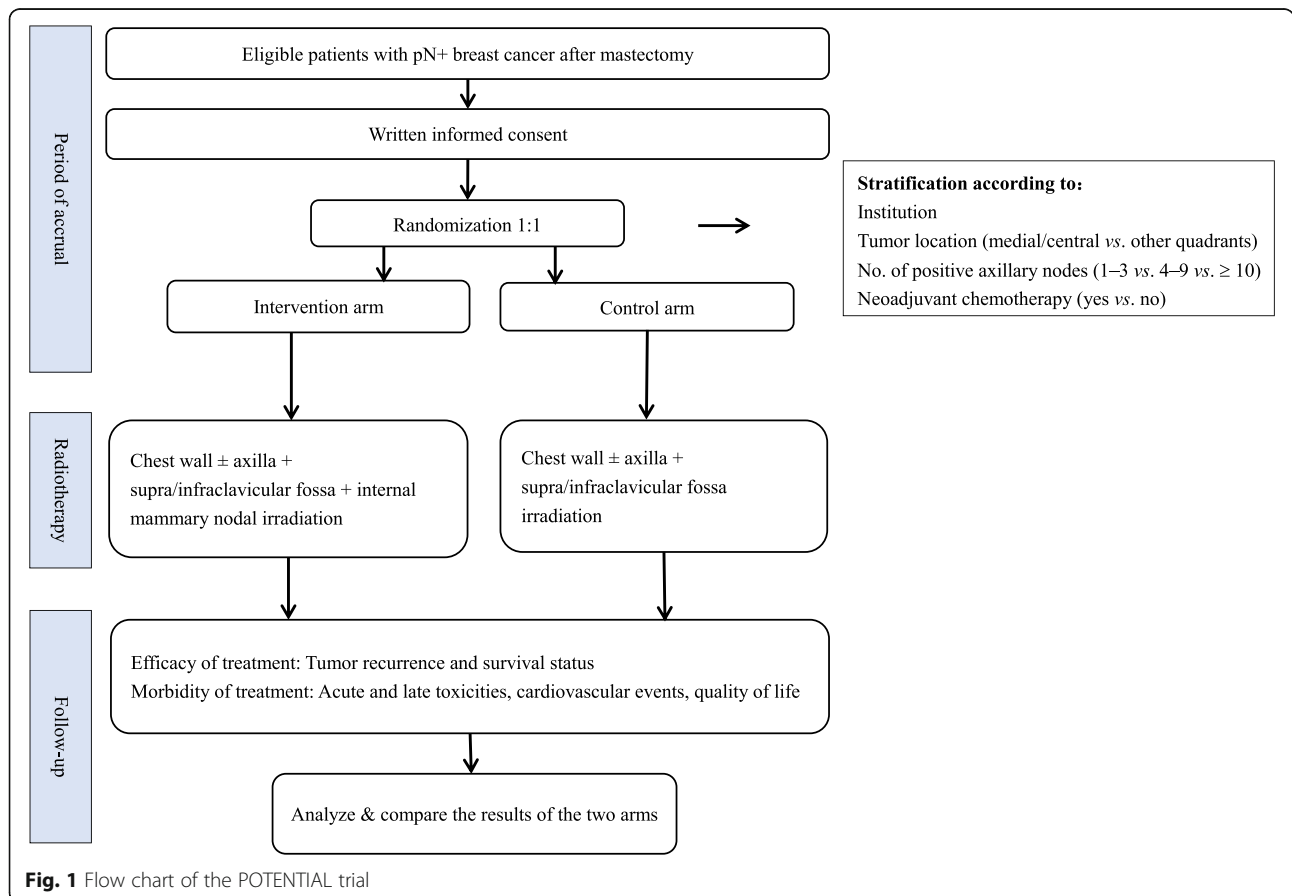 Period of accrual
Eligible patients with pN+ breast cancer after mastectomy
Written informed consent
Randomization 1:1
Stratification according to:
Institution
Tumor location (medial/central vs. other quadrants)
No. of positive axillary nodes (1–3 vs. 4–9 vs. ≥ 10)
Neoadjuvant chemotherapy (yes vs. no)
Intervention arm
Control arm
Radiotherapy
Chest wall ± axilla +
supra/infraclavicular fossa + internal
mammary nodal irradiation
Chest wall ± axilla +
supra/infraclavicular fossa
irradiation
Follow-up
Efficacy of treatment: Tumor recurrence and survival status
Morbidity of treatment: Acute and late toxicities, cardiovascular events, quality of life
Analyze & compare the results of the two arms
Fig. 1 Flow chart of the POTENTIAL trial